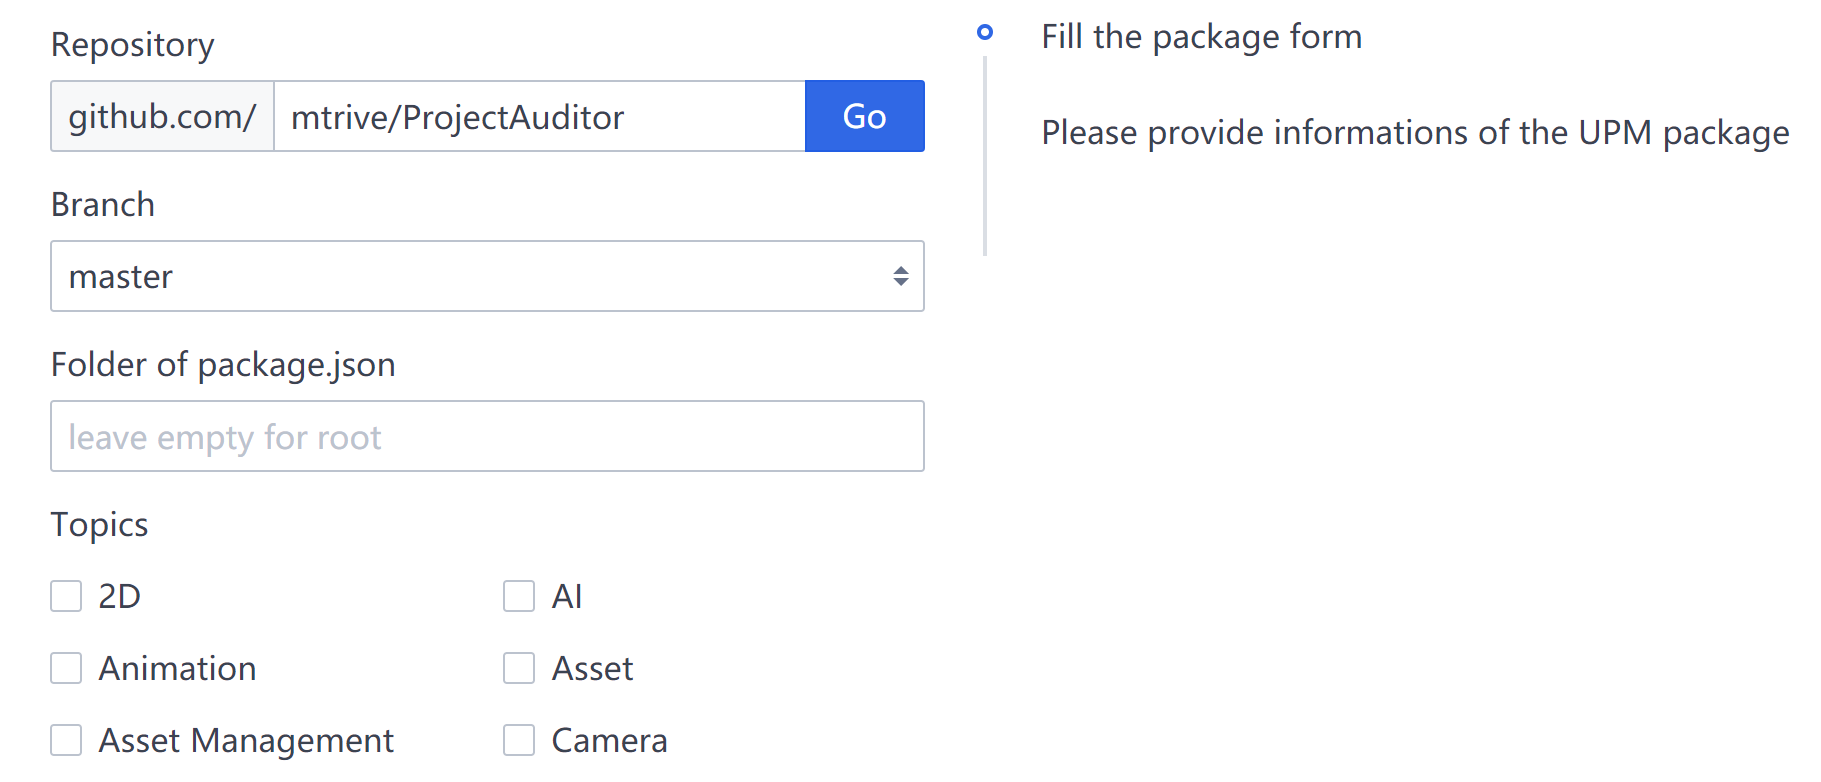 Repository
github.com/ mtrive/ProjectAuditor Go
Branch
master
Folder of package.json
leave empty for root
Topics
2D
AI
Animation
Asset
Asset Management
Camera
Fill the package form
Please provide informations of the UPM package